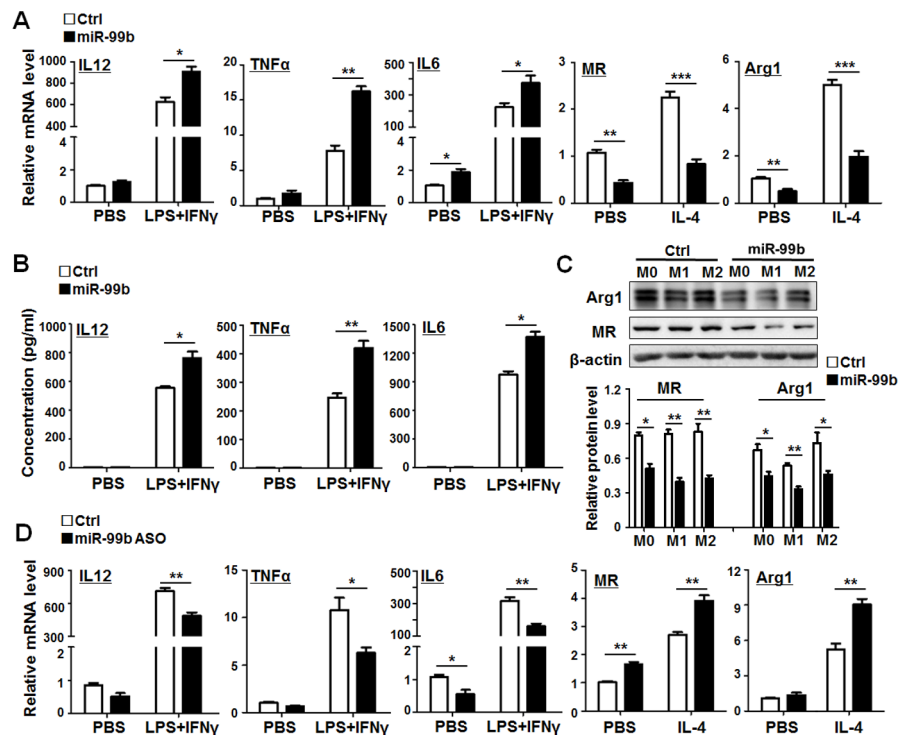 A
Ctrl
miR-99b
Relative mRNA level
IL12
1000
800
600
400
4
2
0
*
PBS LPS+IFNγ
TNFα
20
15
10
5
0
**
PBS LPS+IFNγ
IL6
500
300
100
4
2
0
* *
PBS LPS+IFNγ
MR
3
2
1
0
** ***
PBS IL-4
Arg1
6
4
2
0
** ***
PBS IL-4
B
Ctrl
miR-99b
Concentration (pg/ml)
IL12
1000
800
600
400
200
0
*
PBS LPS+IFNγ
TNFα
500
400
300
200
100
0
**
PBS LPS+IFNγ
IL6
1500
1200
900
600
300
0
*
PBS LPS+IFNγ
C
Ctrl miR-99b
M0 M1 M2 M0 M1 M2
Arg1
MR
β-actin
Ctrl
miR-99b
Relative protein level
1.2
0.9
0.6
0.3
0
MR Arg1
* ** ** * ** *
M0 M1 M2 M0 M1 M2
D
Ctrl
miR-99b ASO
Relative mRNA level
IL12
900
600
300
2
1
0
**
PBS LPS+IFNγ
TNFα
15
10
5
0
*
PBS LPS+IFNγ
IL6
500
300
100
2
1
0
* **
PBS LPS+IFNγ
MR
5
4
3
2
1
0
** **
PBS IL-4
Arg1
12
9
6
3
0
**
PBS IL-4